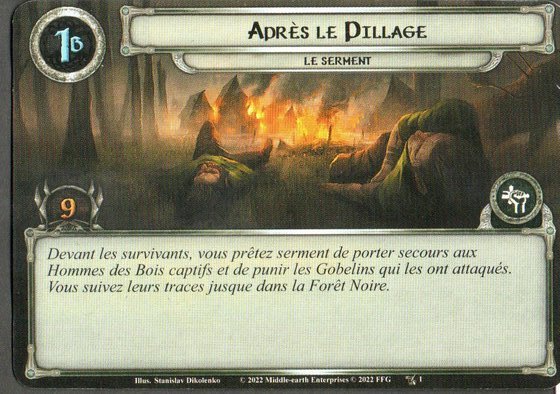 1B
APRÈS LE PILLAGE
LE SERMENT
9
Devant les survivants, vous prêtez serment de porter secours aux
Hommes des Bois captifs et de punir les Gobelins qui les ont attaqués.
Vous suivez leurs traces jusque dans la Forêt Noire.
Illus. Stanislav Dikolenko © 2022 Middle-earth Enterprises © 2022 FFG 1